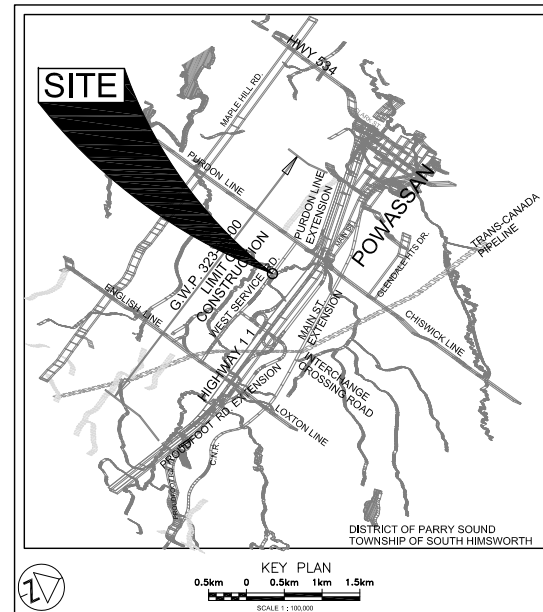 SITE
HWY 534
MAPLE HILL RD.
PURDON LINE
PURDON LINE
EXTENSION
MAIN ST.
POWASSAN
TRANS-CANADA
PIPELINE
GLENDALE HTS DR.
G.W.P. 323-
00
LIMIT O
CONSTRUCTION
WEST SERVICE RD.
ENGLISH LINE
MAIN ST.
EXTENSION
CHISWICK LINE
HIGHWAY 11
INTERCHANGE
CROSSING ROAD
PROUDFOOT RD. EXTENSION
LOXTON LINE
C.N.R.
DISTRICT OF PARRY SOUND
TOWNSHIP OF SOUTH HIMSWORTH
Z
KEY PLAN
0.5km 0 0.5km 1km 1.5km
SCALE 1 : 100,000